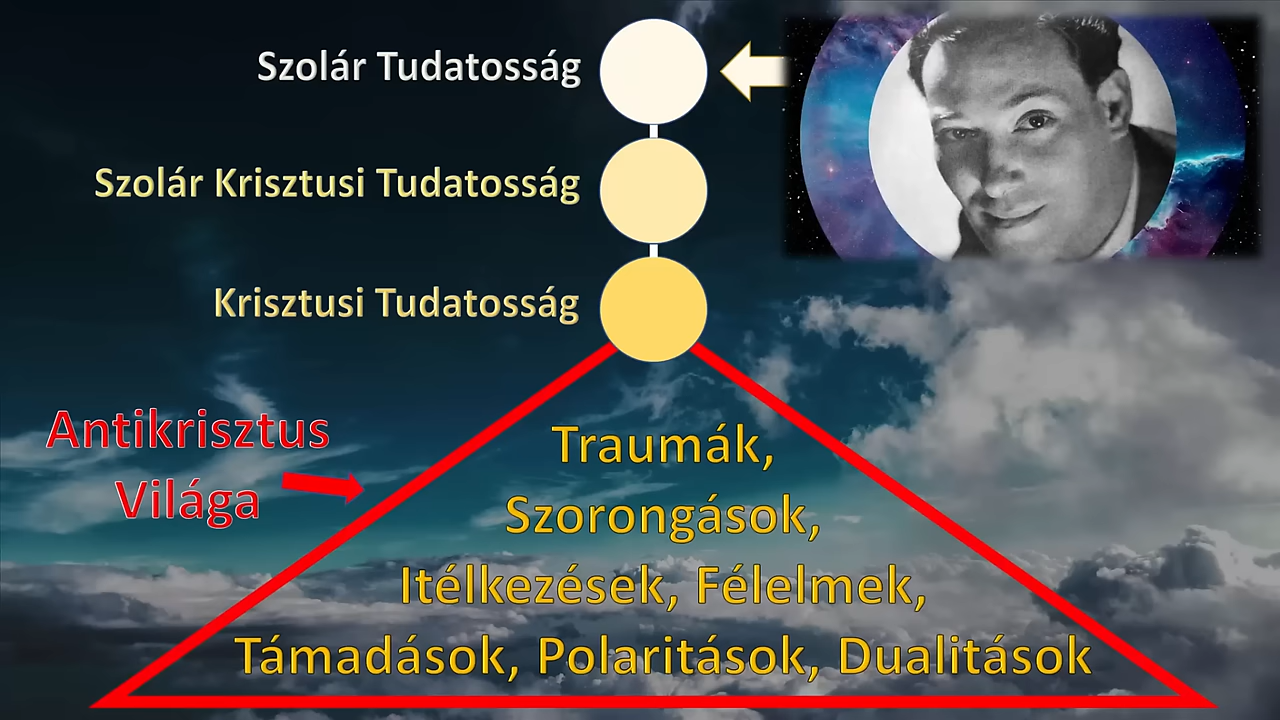 Szolár Tudatosság
Szolár Krisztusi Tudatosság
Krisztusi Tudatosság
Antikrisztus
Világa
Traumák,
Szorongások,
Itélkezések, Félelmek,
Támadások, Polaritások, Dualitások